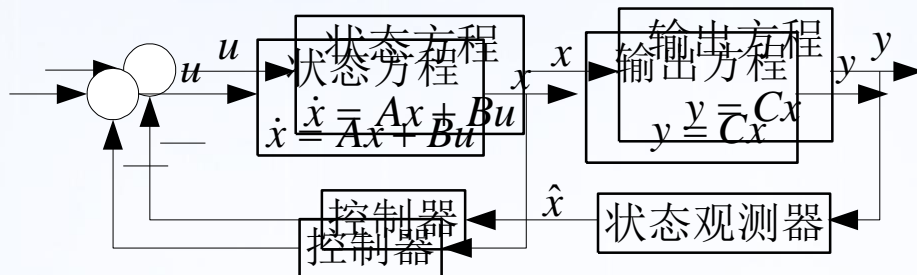 状态方程
输出方程
y
u
x
状态方程
输出方程
u
x
y
ẋ = Ax + Bu
y = Cx
ẋ = Ax + Bu
y = Cx
控制器
x̂
状态观测器
控制器